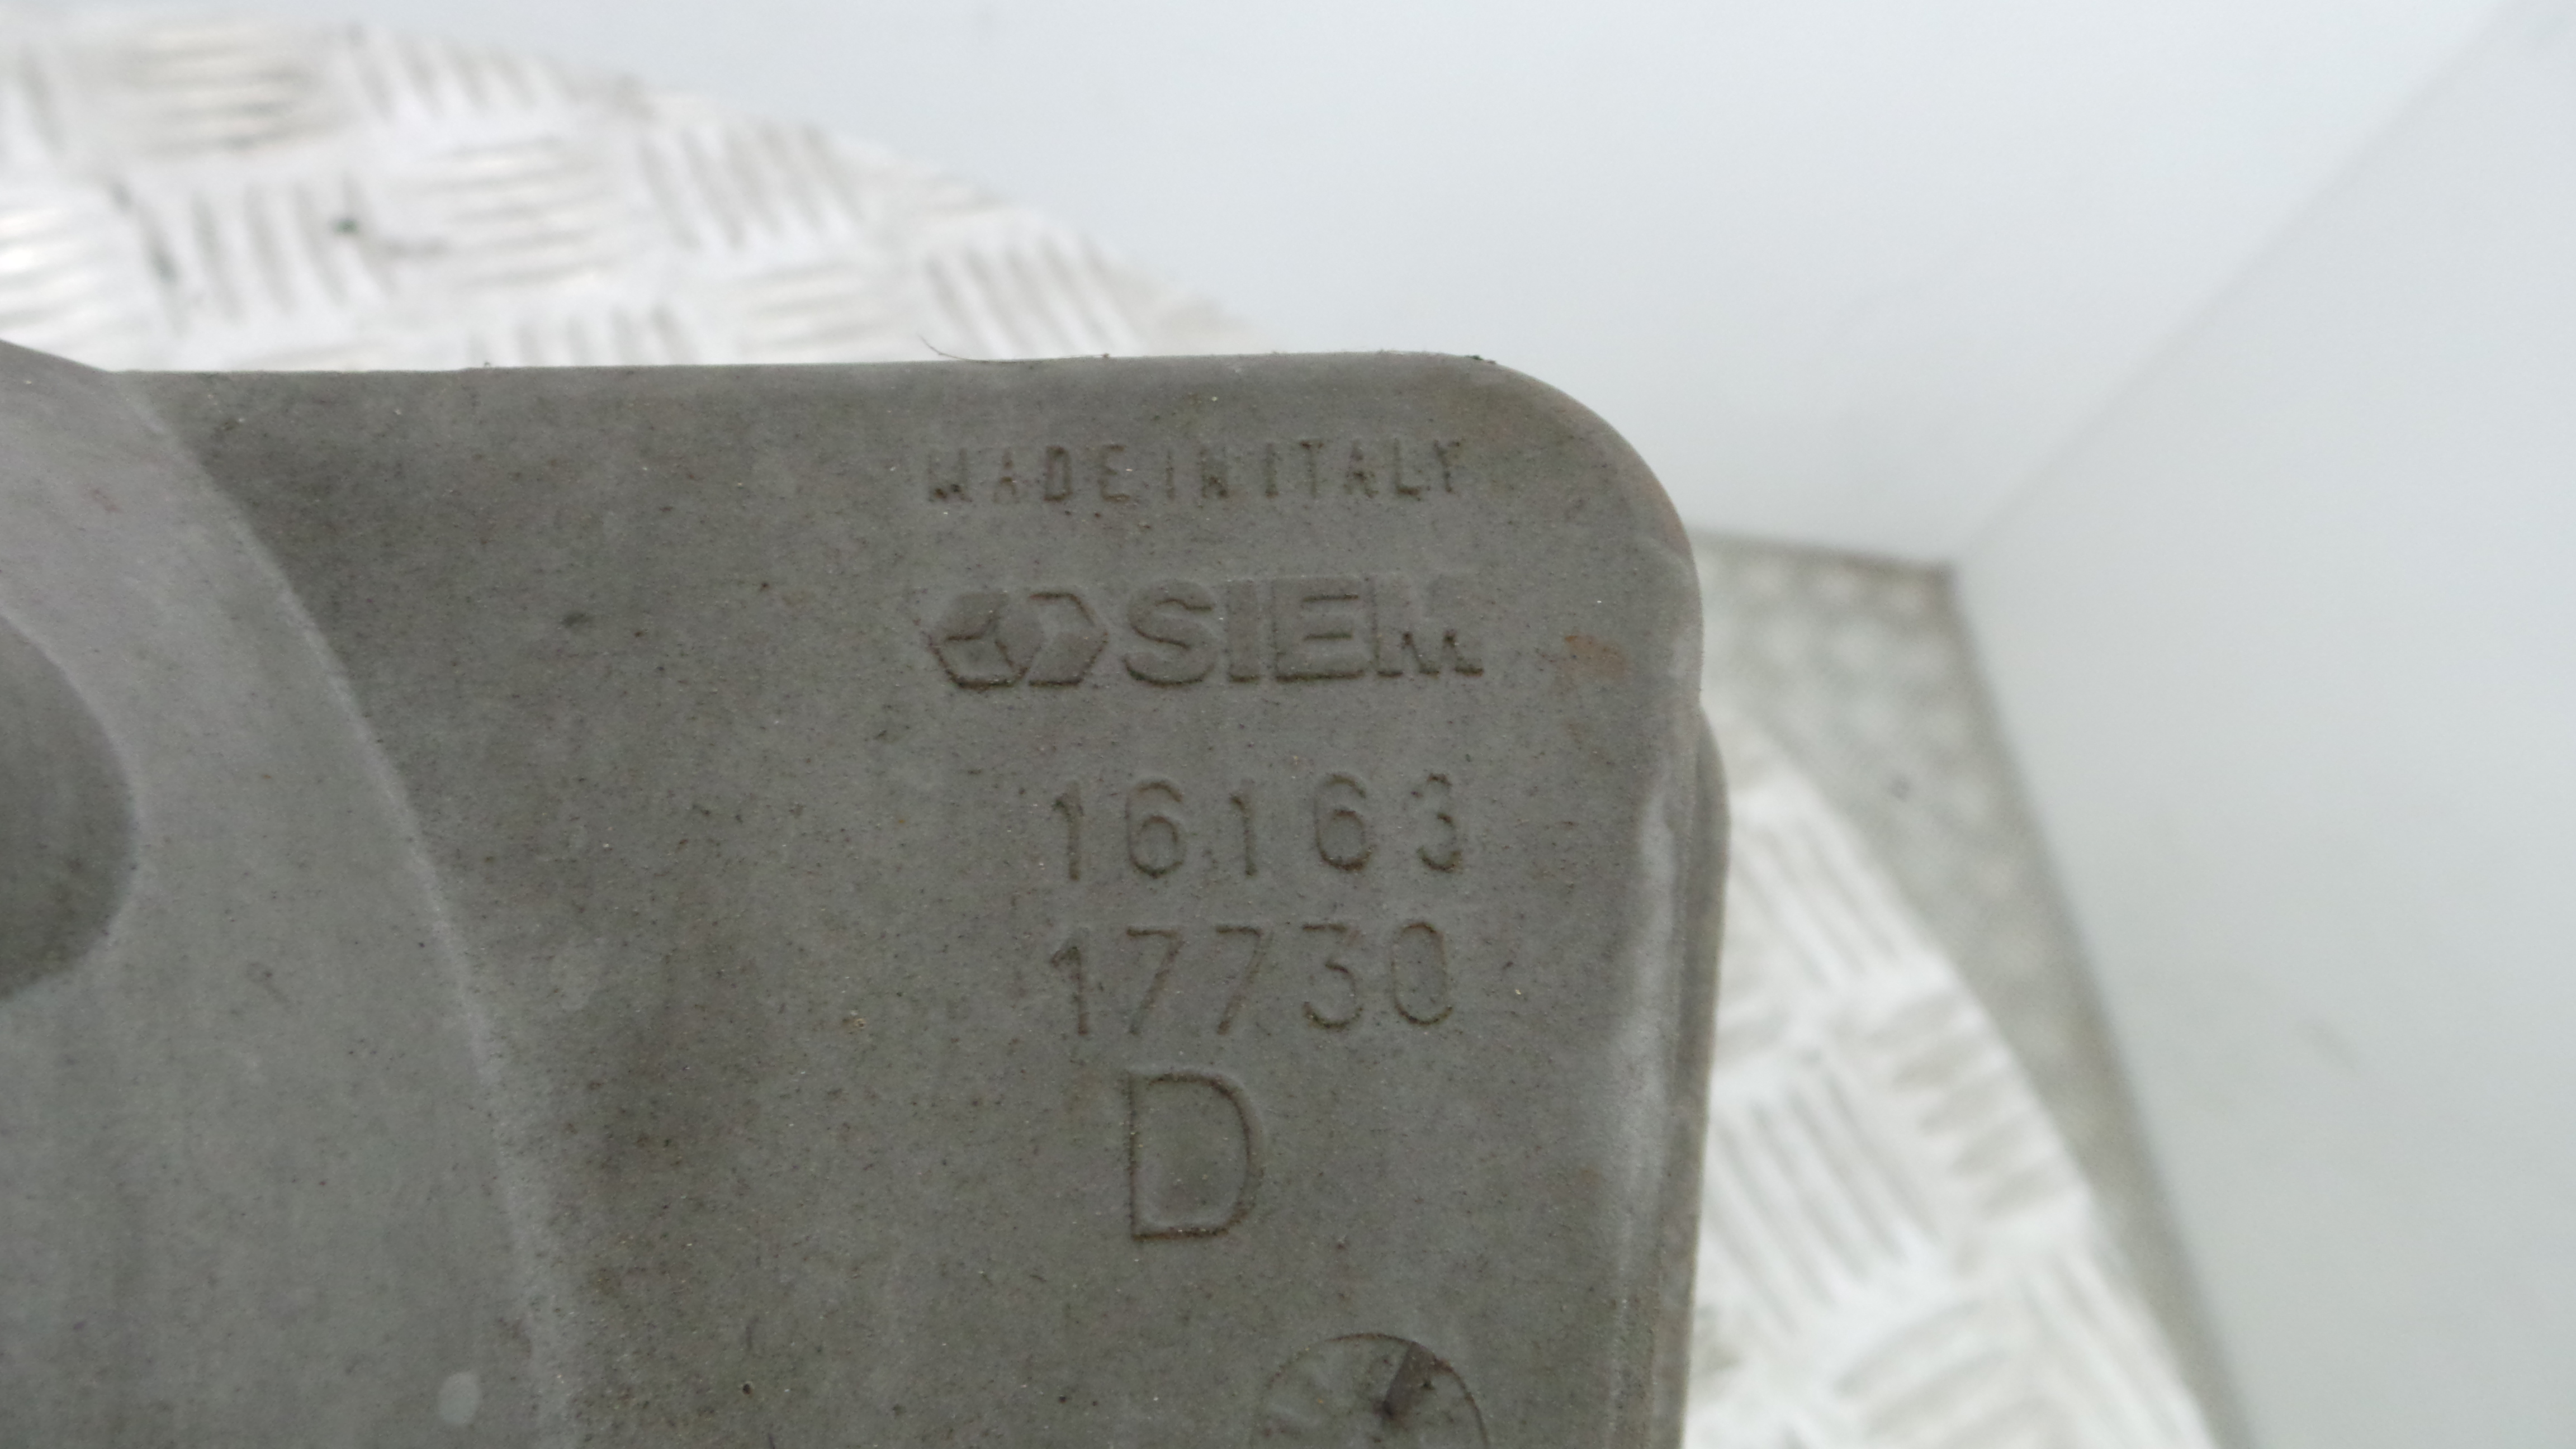 MADE IN ITALY
SIEM
16163
17730
D